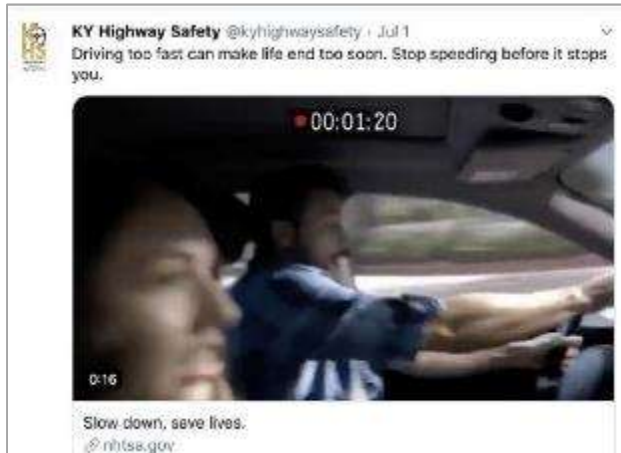 KY Highway Safety @kyhighwaysafety · Jul 1
Driving too fast can make life end too soon. Stop speeding before it stops
you.
00:01:20
0:16
Slow down, save lives.
nhtsa.gov